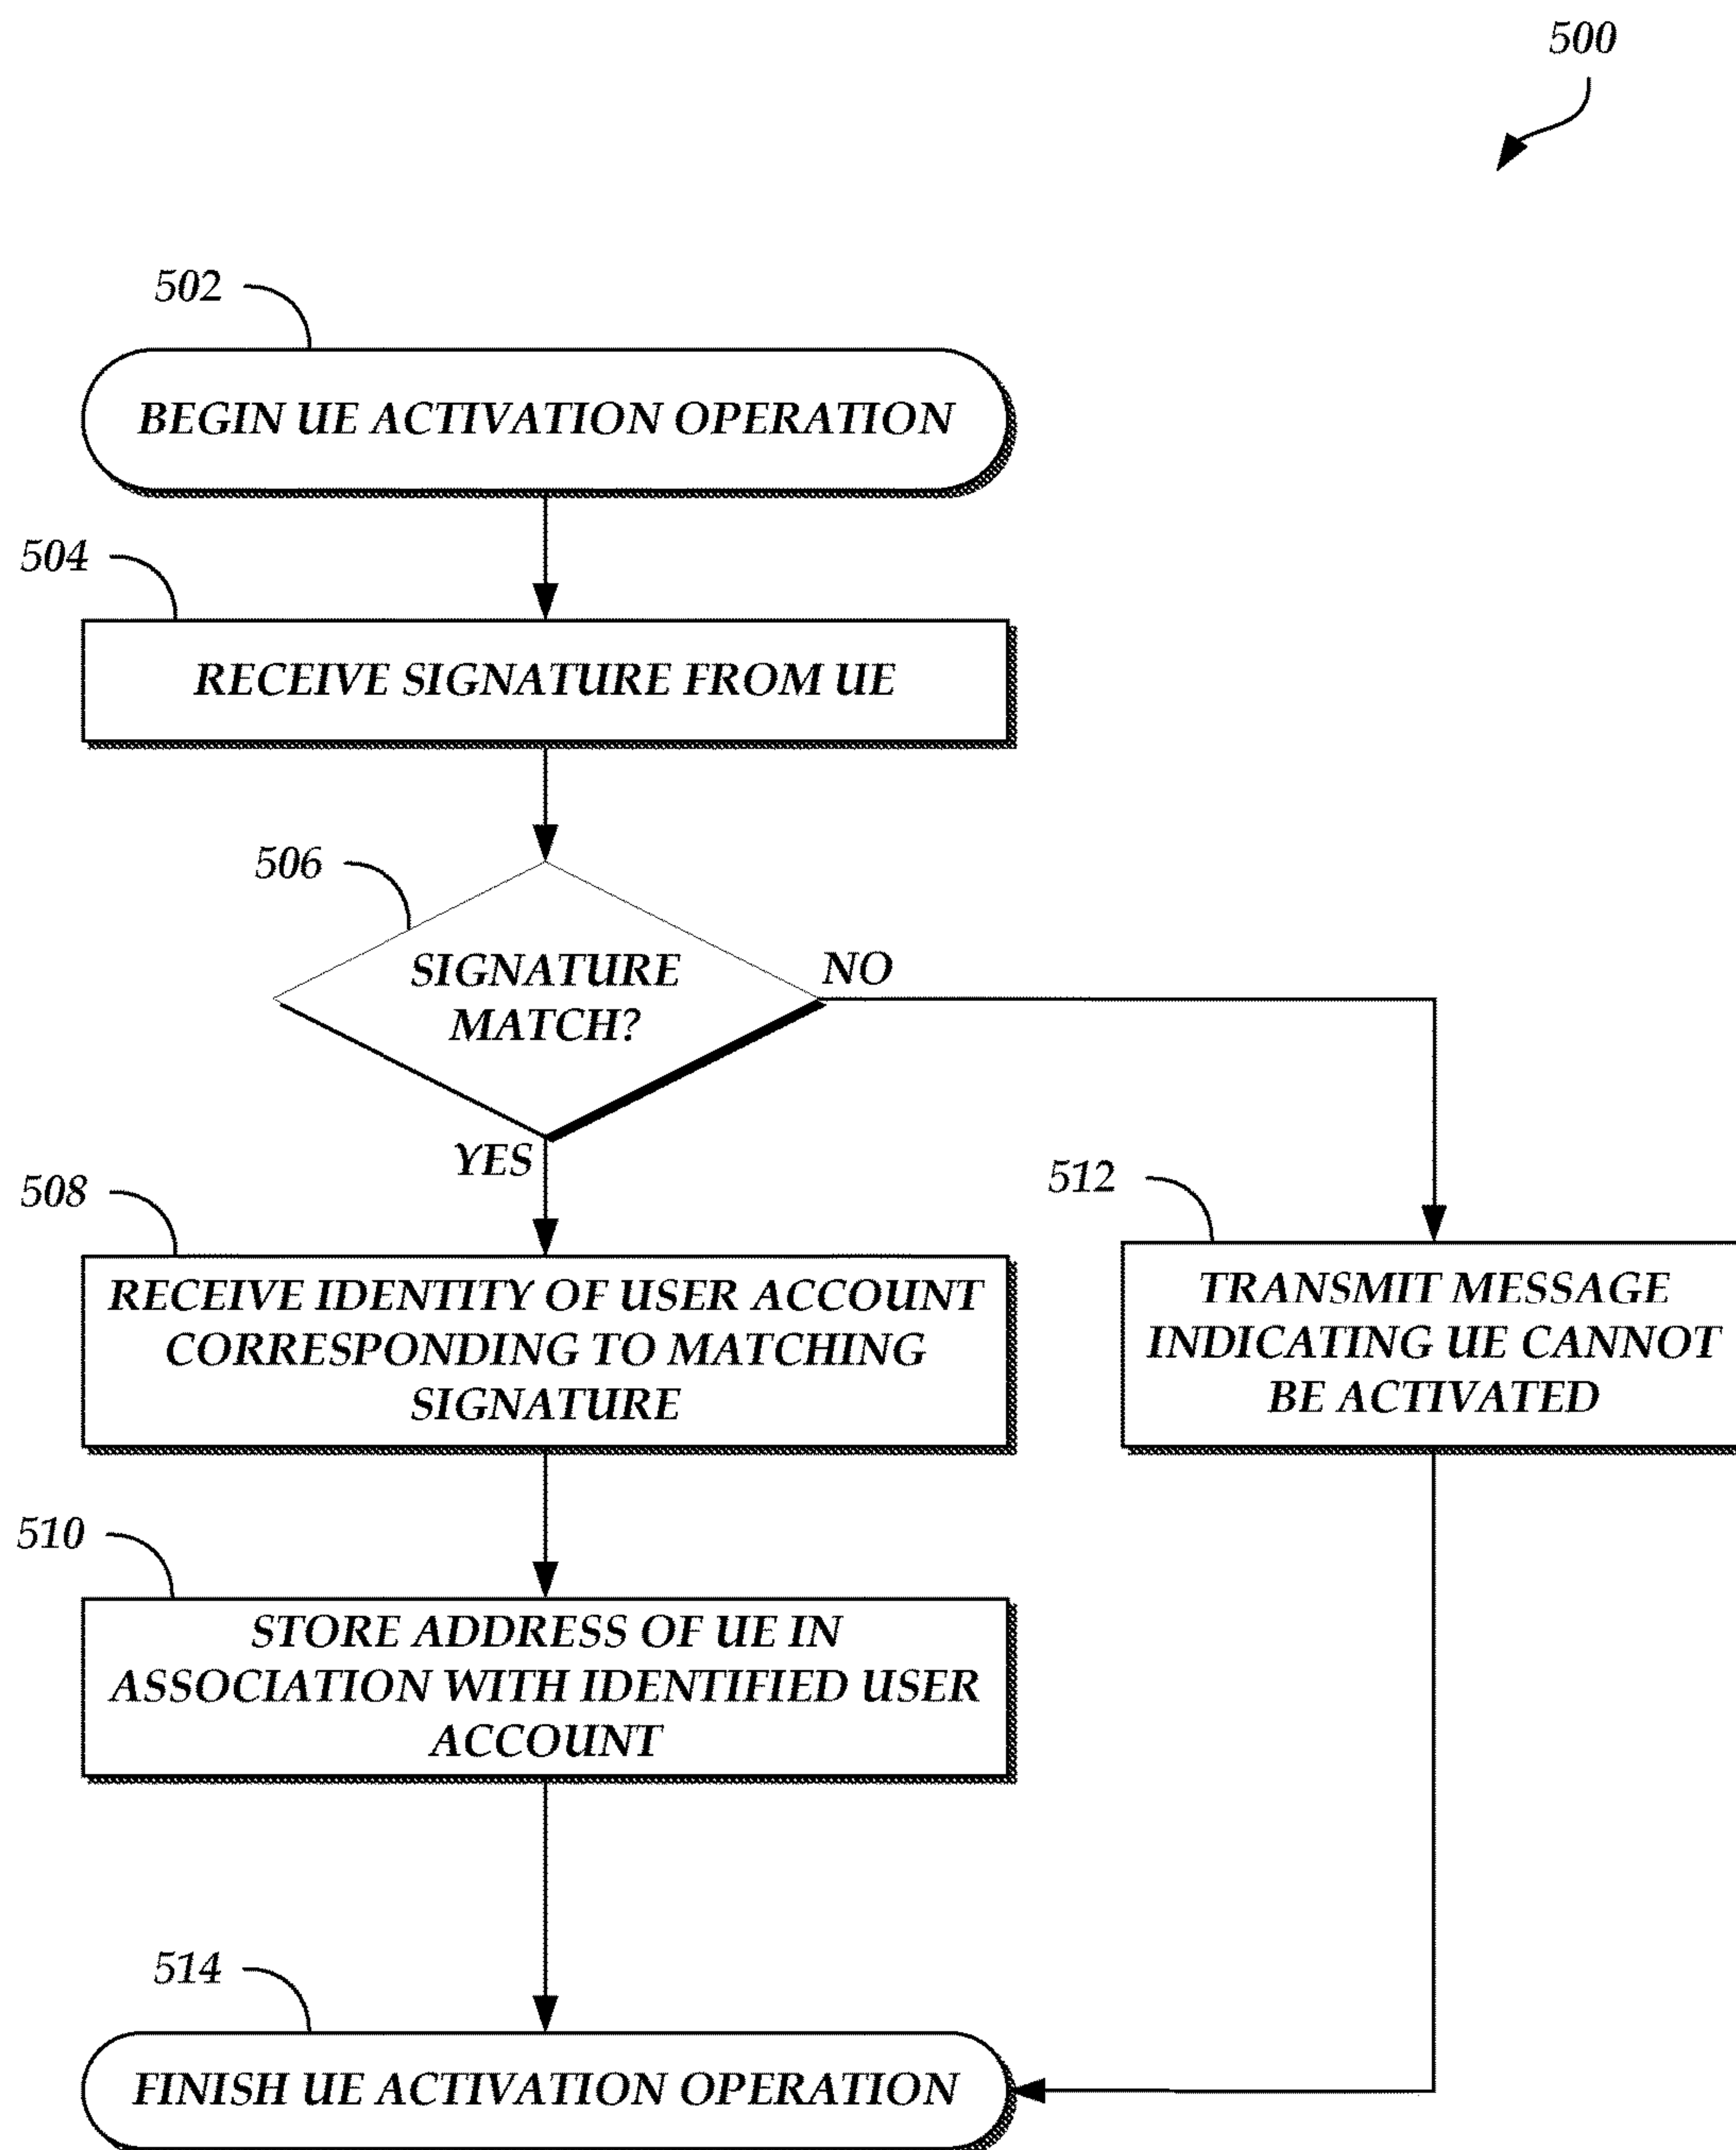 500
502
BEGIN UE ACTIVATION OPERATION
504
RECEIVE SIGNATURE FROM UE
506
SIGNATURE
MATCH?
NO
YES
508
RECEIVE IDENTITY OF USER ACCOUNT
CORRESPONDING TO MATCHING
SIGNATURE
512
TRANSMIT MESSAGE
INDICATING UE CANNOT
BE ACTIVATED
510
STORE ADDRESS OF UE IN
ASSOCIATION WITH IDENTIFIED USER
ACCOUNT
514
FINISH UE ACTIVATION OPERATION